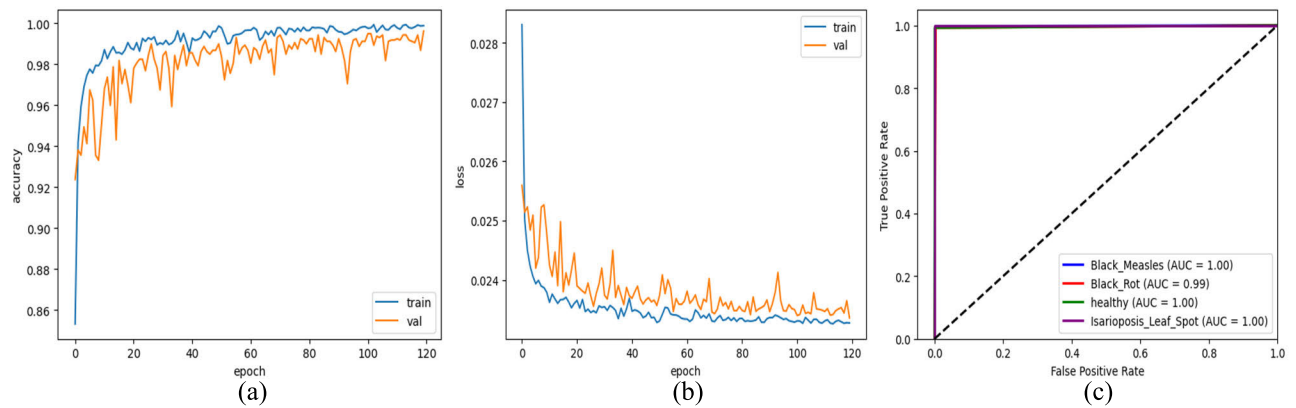 1.00
0.98
0.96
0.94
0.92
0.90
0.88
0.86
accuracy
train
val
0 20 40 60 80 100 120
epoch
(a)
0.028
0.027
0.026
0.025
0.024
loss
train
val
0 20 40 60 80 100 120
epoch
(b)
1.0
0.8
0.6
0.4
0.2
0.0
True Positive Rate
Black_Measles (AUC = 1.00)
Black_Rot (AUC = 0.99)
healthy (AUC = 1.00)
Isarioposis_Leaf_Spot (AUC = 1.00)
0.0 0.2 0.4 0.6 0.8 1.0
False Positive Rate
(c)